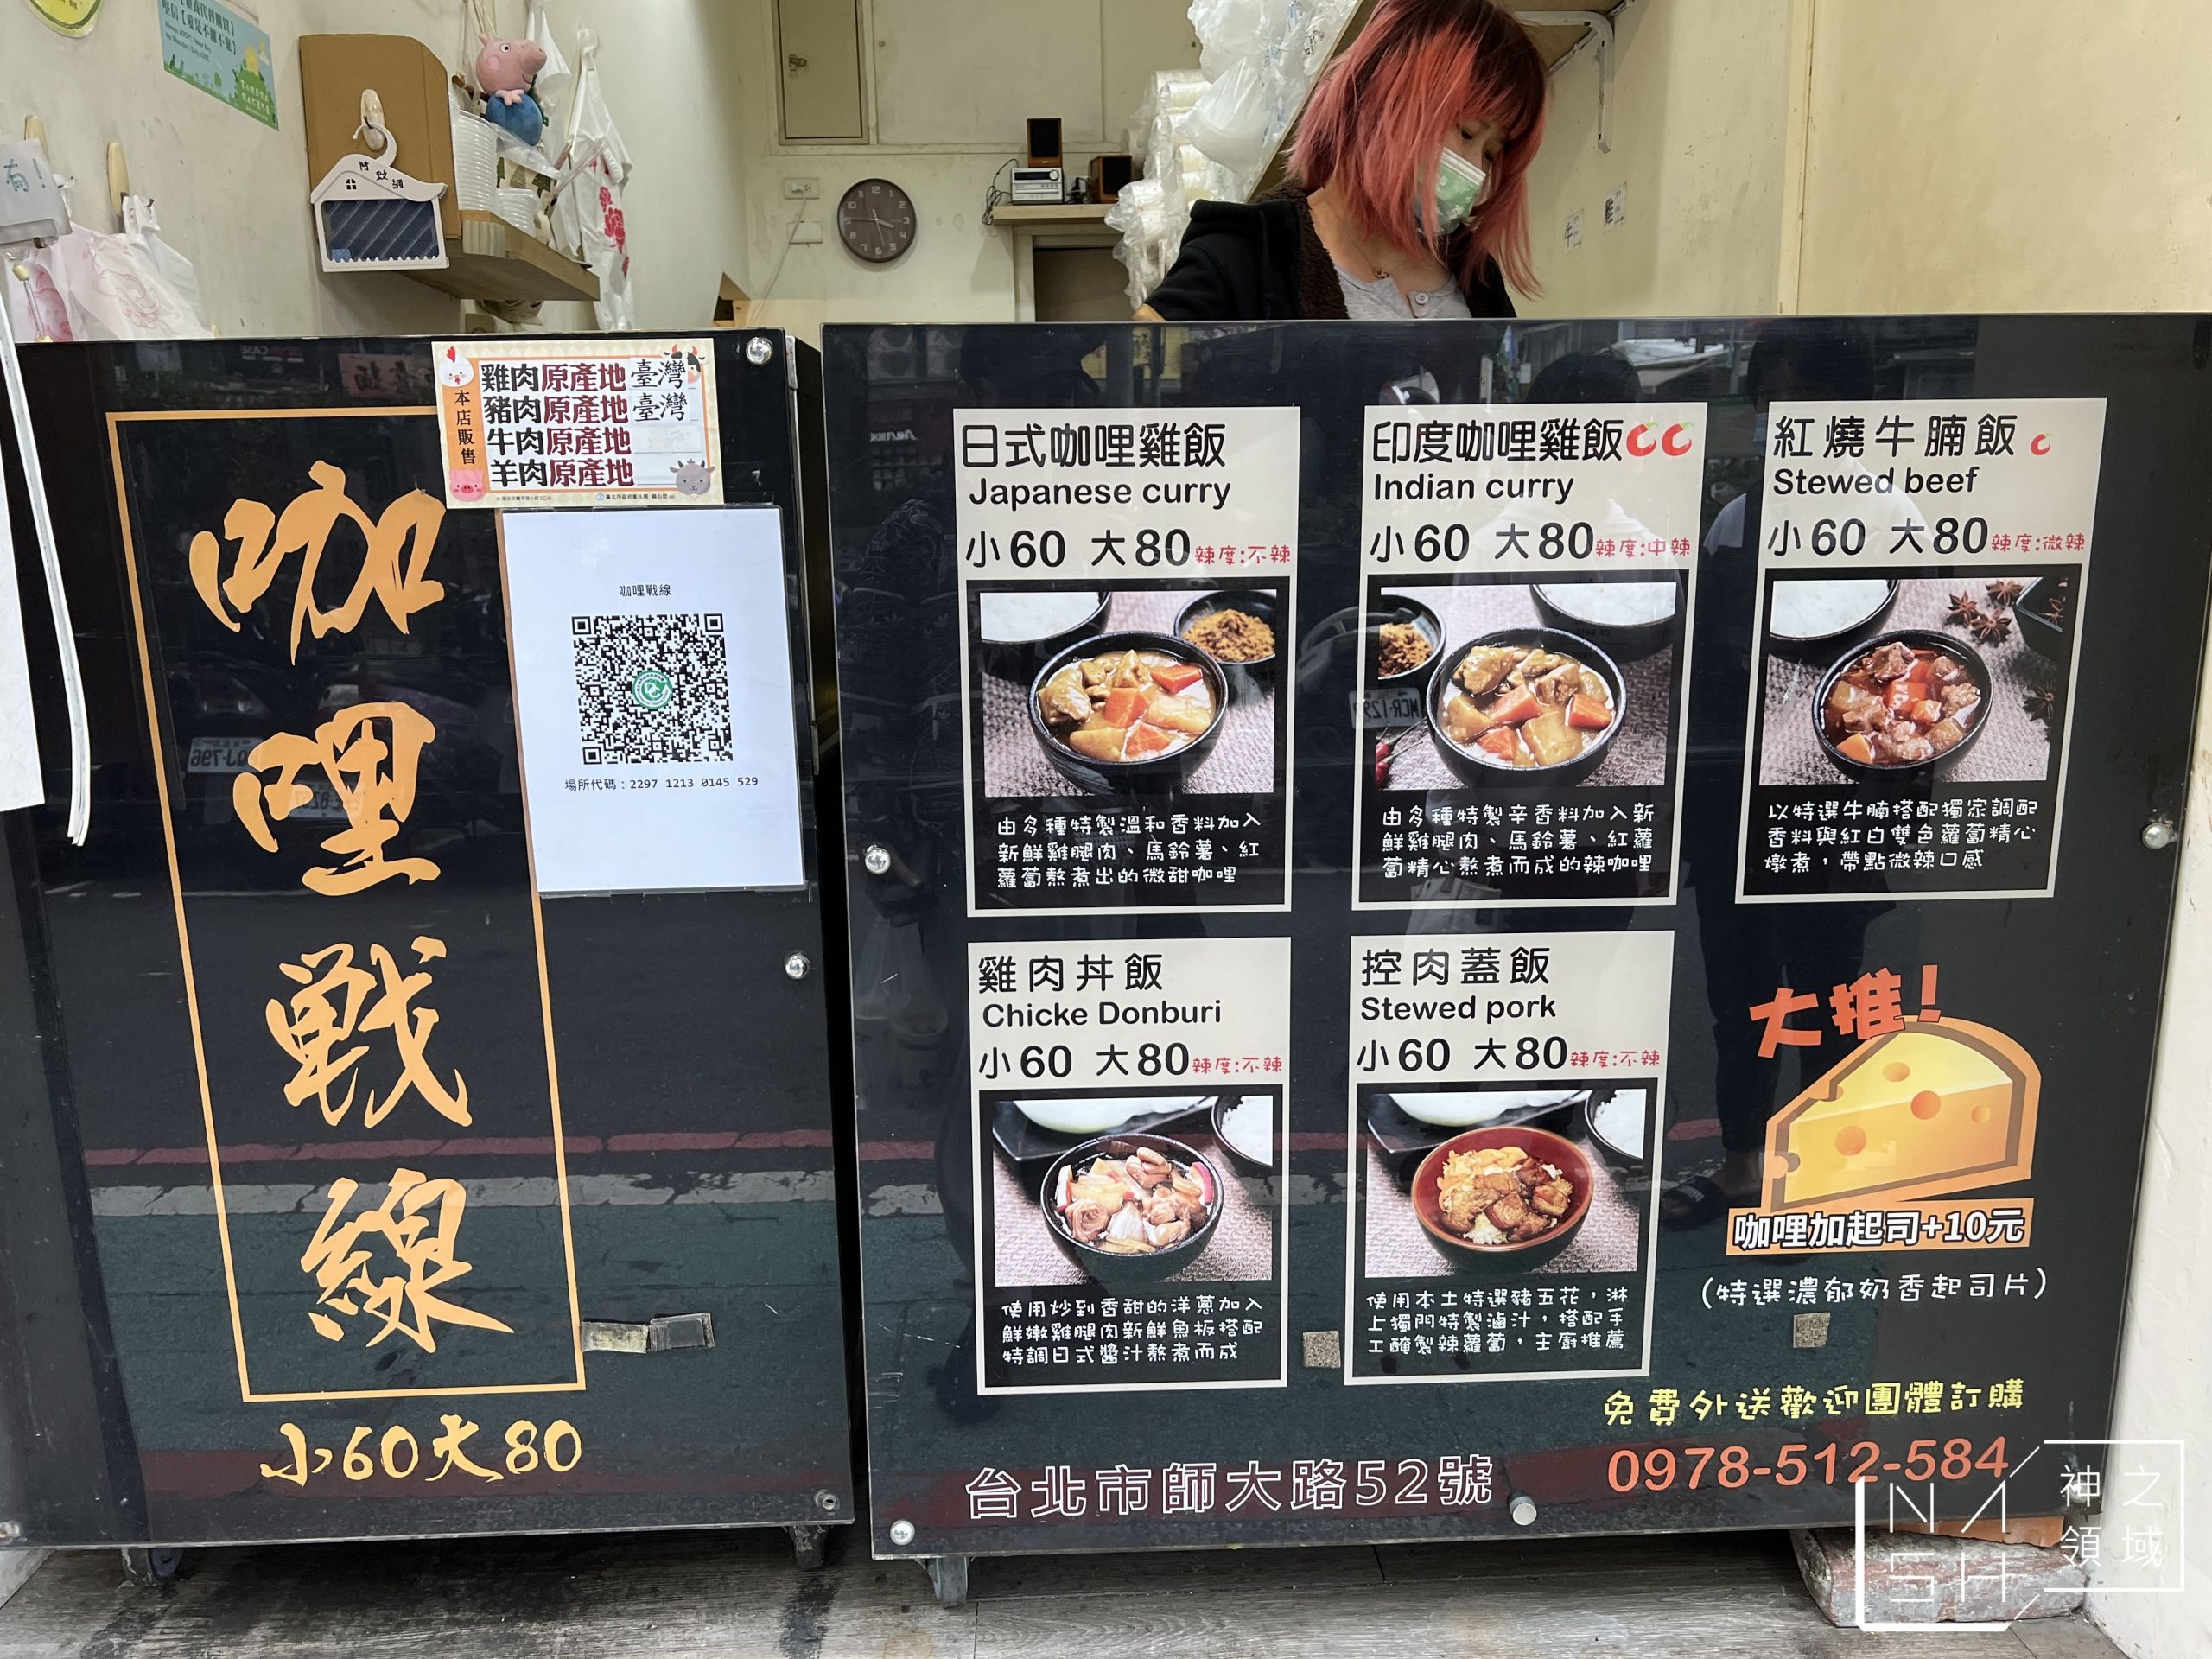 有!
防蚊網
本店販售
雞肉原產地 臺灣
豬肉原產地 臺灣
牛肉原產地
羊肉原產地
咖哩戰線
小60大80
咖哩戰線
場所代碼：2297 1213 0145 529
日式咖哩雞飯
Japanese curry
小60 大80 辣度:不辣
由多種特製溫和香料加入
新鮮雞腿肉、馬鈴薯、紅
蘿蔔熬煮出的微甜咖哩
印度咖哩雞飯
Indian curry
小60 大80 辣度:中辣
由多種特製辛香料加入新
鮮雞腿肉、馬鈴薯、紅蘿
蔔精心熬煮而成的辣咖哩
紅燒牛腩飯
Stewed beef
小60 大80 辣度:微辣
以特選牛腩搭配獨家調配
香料與紅白雙色蘿蔔精心
燉煮，帶點微辣口感
雞肉丼飯
Chicke Donburi
小60 大80 辣度:不辣
使用炒到香甜的洋蔥加入
鮮嫩雞腿肉新鮮魚板搭配
特調日式醬汁熬煮而成
控肉蓋飯
Stewed pork
小60 大80 辣度:不辣
使用本土特選豬五花，淋
上獨門特製滷汁，搭配手
工醃製辣蘿蔔，主廚推薦
大推!
咖哩加起司+10元
(特選濃郁奶香起司片)
免費外送歡迎團體訂購
0978-512-584
台北市師大路52號
NASH
神之
領域